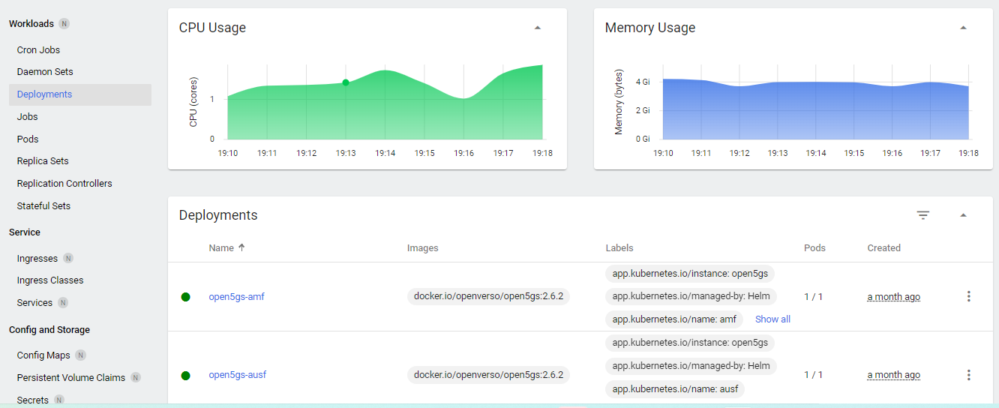 Workloads N
Cron Jobs
Daemon Sets
Deployments
Jobs
Pods
Replica Sets
Replication Controllers
Stateful Sets
Service
Ingresses N
Ingress Classes
Services N
Config and Storage
Config Maps N
Persistent Volume Claims N
Secrets N
CPU Usage
CPU (cores)
1
0
19:10 19:11 19:12 19:13 19:14 19:15 19:16 19:17 19:18
Memory Usage
Memory (bytes)
4 Gi
2 Gi
0 Gi
19:10 19:11 19:12 19:13 19:14 19:15 19:16 19:17 19:18
Deployments
Name Images Labels Pods Created
app.kubernetes.io/instance: open5gs
open5gs-amf docker.io/openverso/open5gs:2.6.2 app.kubernetes.io/managed-by: Helm 1 / 1 a month ago
app.kubernetes.io/name: amf Show all
app.kubernetes.io/instance: open5gs
app.kubernetes.io/managed-by: Helm
open5gs-ausf docker.io/openverso/open5gs:2.6.2 1 / 1 a month ago
app.kubernetes.io/name: ausf